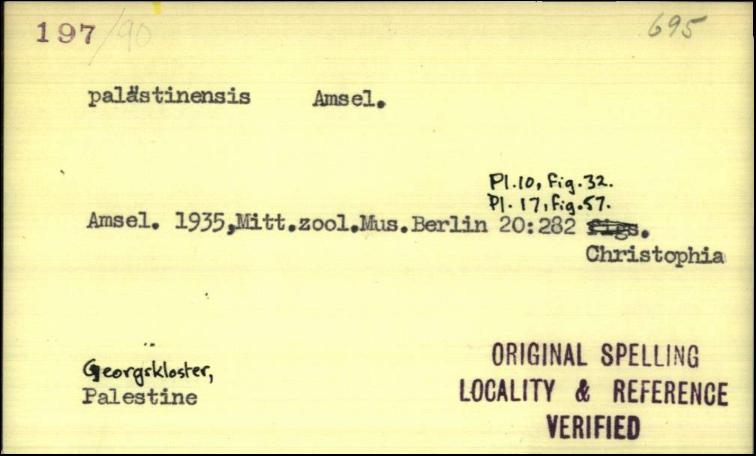 197/90 695
palästinensis Amsel.
Pl.10, fig.32.
Pl.17, fig.57.
Amsel. 1935,Mitt.zool.Mus.Berlin 20:282 figs.
Christophia
Georgskloster,
Palestine
ORIGINAL SPELLING
LOCALITY & REFERENCE
VERIFIED